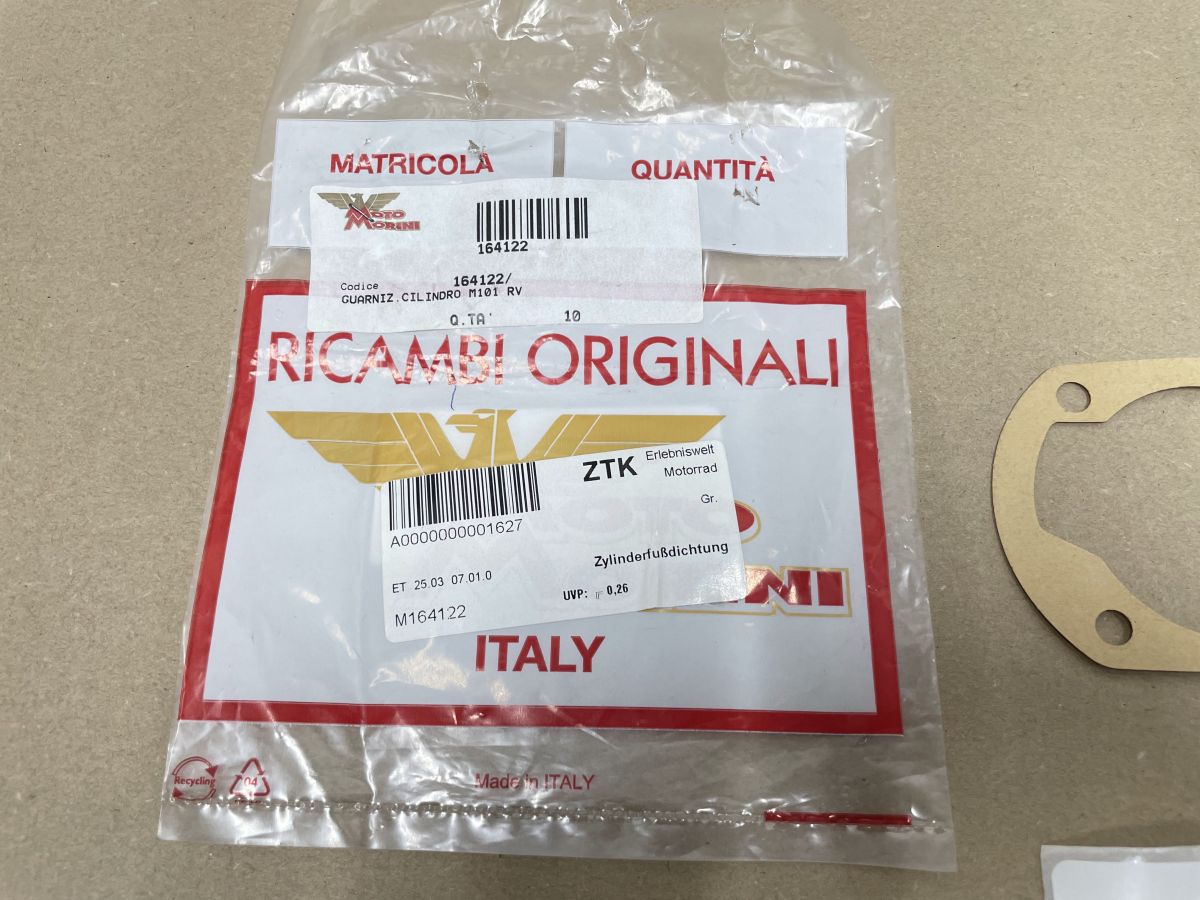 MATRICOLA
QUANTITÀ
MOTO
MORINI
164122
Codice 164122/
GUARNIZ.CILINDRO M101 RV
Q.TA' 10
RICAMBI ORIGINALI
ZTK
Erlebniswelt
Motorrad
Gr.
A0000000001627
Zylinderfußdichtung
ET 25.03 07.01.0
UVP: 0,26
M164122
ITALY
Recycling
04
Made in ITALY